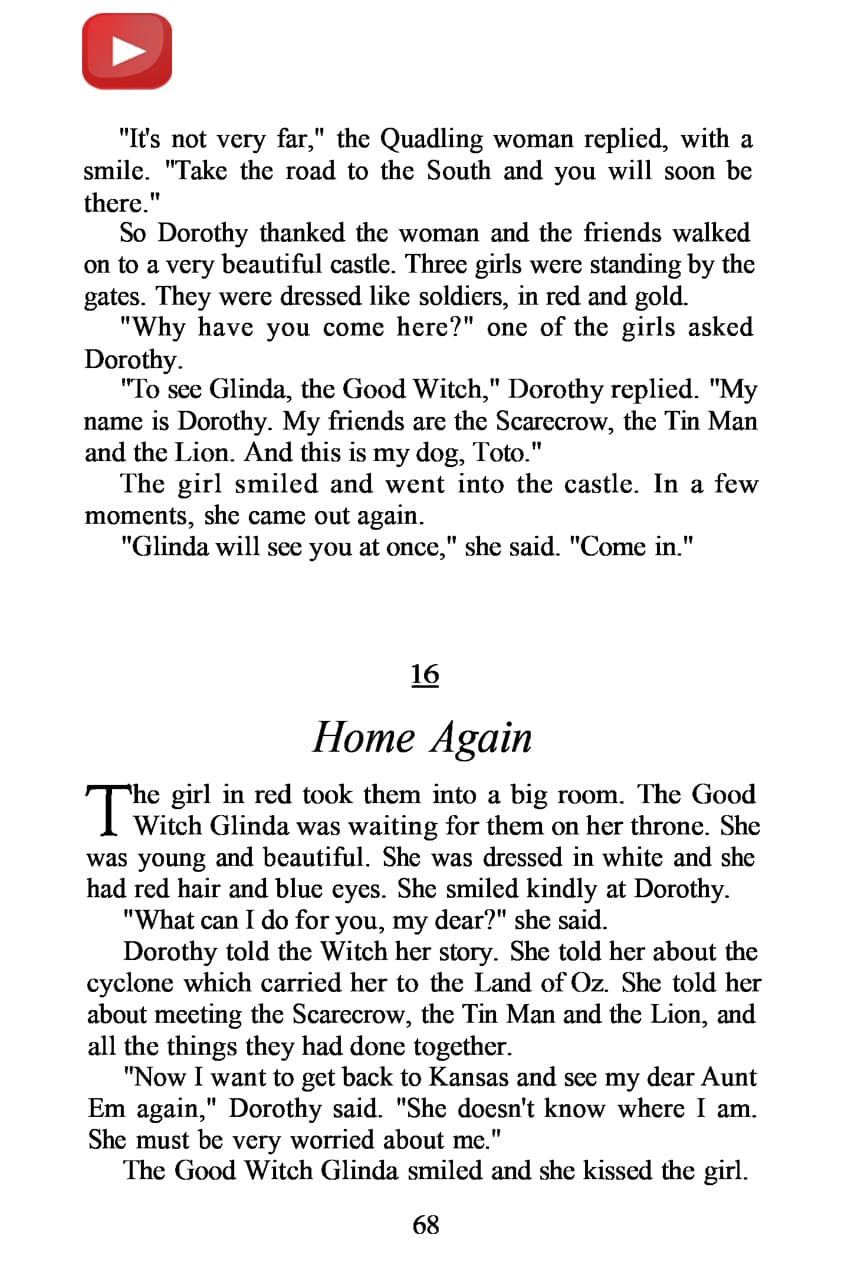 "It's not very far," the Quadling woman replied, with a
smile. "Take the road to the South and you will soon be
there."
So Dorothy thanked the woman and the friends walked
on to a very beautiful castle. Three girls were standing by the
gates. They were dressed like soldiers, in red and gold.
"Why have you come here?" one of the girls asked
Dorothy.
"To see Glinda, the Good Witch," Dorothy replied. "My
name is Dorothy. My friends are the Scarecrow, the Tin Man
and the Lion. And this is my dog, Toto."
The girl smiled and went into the castle. In a few
moments, she came out again.
"Glinda will see you at once," she said. "Come in."
16
Home Again
The girl in red took them into a big room. The Good
Witch Glinda was waiting for them on her throne. She
was young and beautiful. She was dressed in white and she
had red hair and blue eyes. She smiled kindly at Dorothy.
"What can I do for you, my dear?" she said.
Dorothy told the Witch her story. She told her about the
cyclone which carried her to the Land of Oz. She told her
about meeting the Scarecrow, the Tin Man and the Lion, and
all the things they had done together.
"Now I want to get back to Kansas and see my dear Aunt
Em again," Dorothy said. "She doesn't know where I am.
She must be very worried about me."
The Good Witch Glinda smiled and she kissed the girl.
68